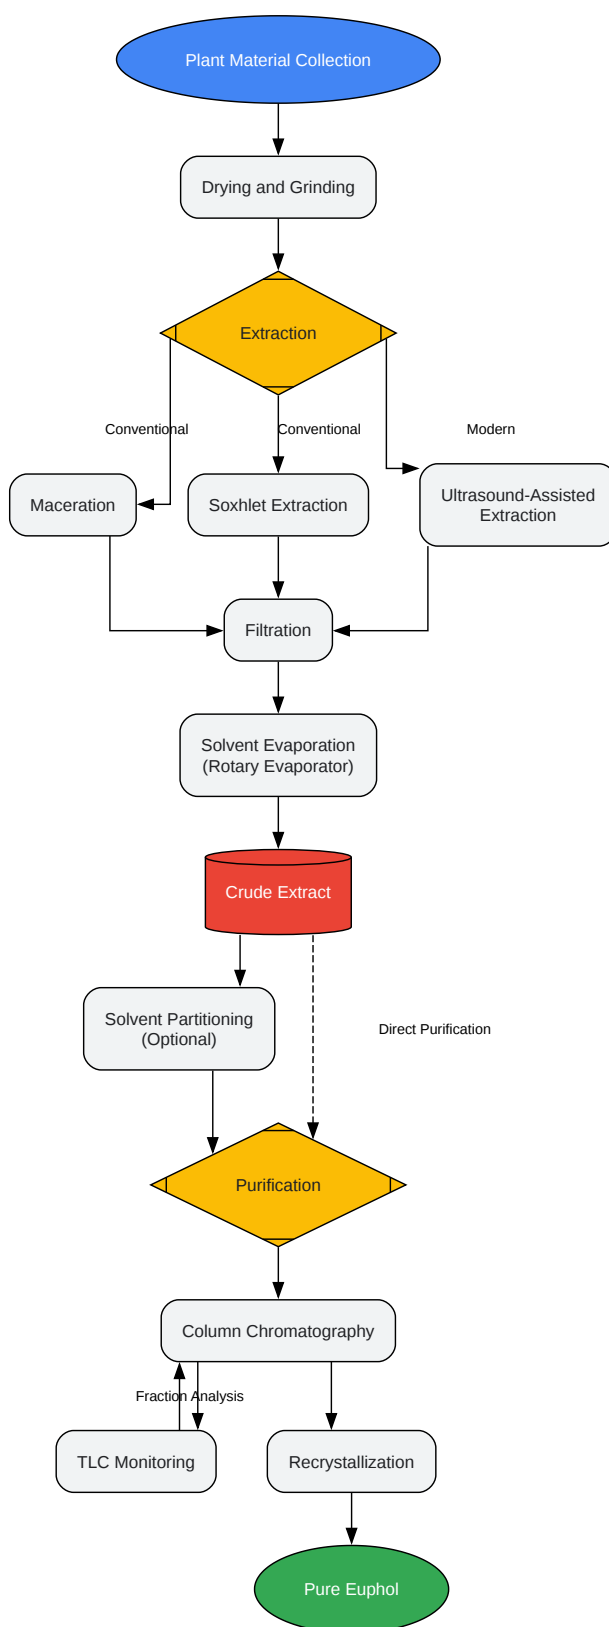 Plant Material Collection
Drying and Grinding
Extraction
Conventional
Conventional
Modern
Maceration
Soxhlet Extraction
Ultrasound-Assisted
Extraction
Filtration
Solvent Evaporation
(Rotary Evaporator)
Crude Extract
Solvent Partitioning
(Optional)
Direct Purification
Purification
Column Chromatography
Fraction Analysis
TLC Monitoring
Recrystallization
Pure Euphol